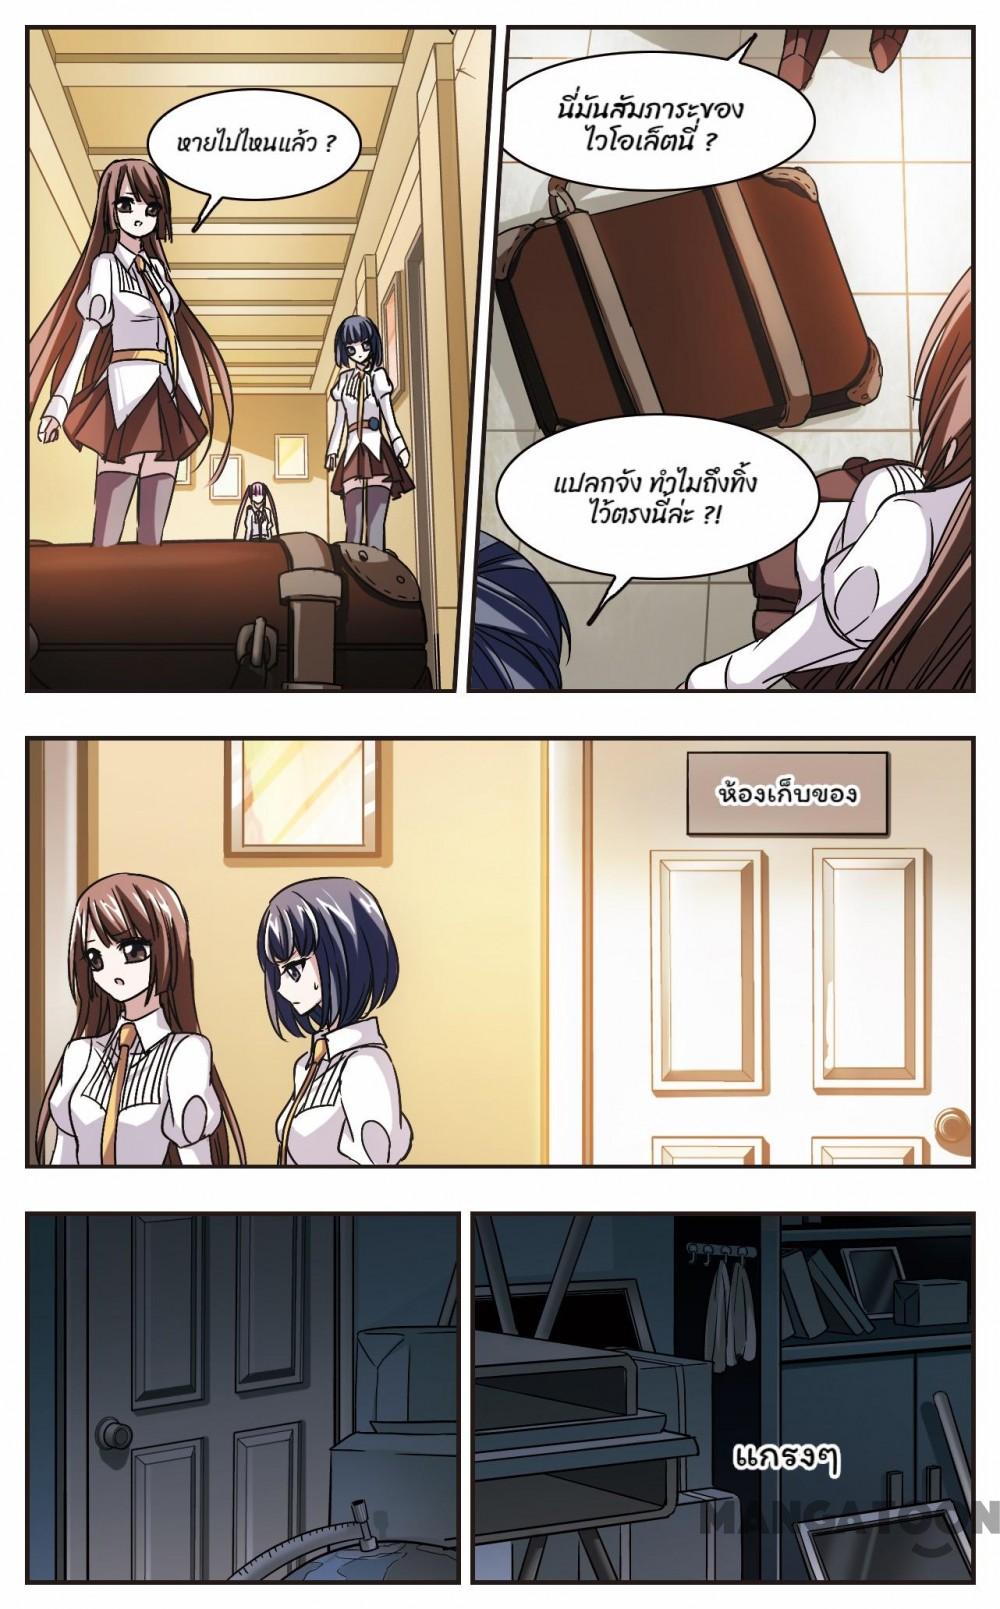 หายไปไหนแล้ว ?
นี่มันสัมภาระของ
ไวโอเล็ตนี่ ?
แปลกจัง ทำไมถึงทิ้ง
ไว้ตรงนี้ล่ะ ?!
ห้องเก็บของ
แกรงๆ
MANGATOON